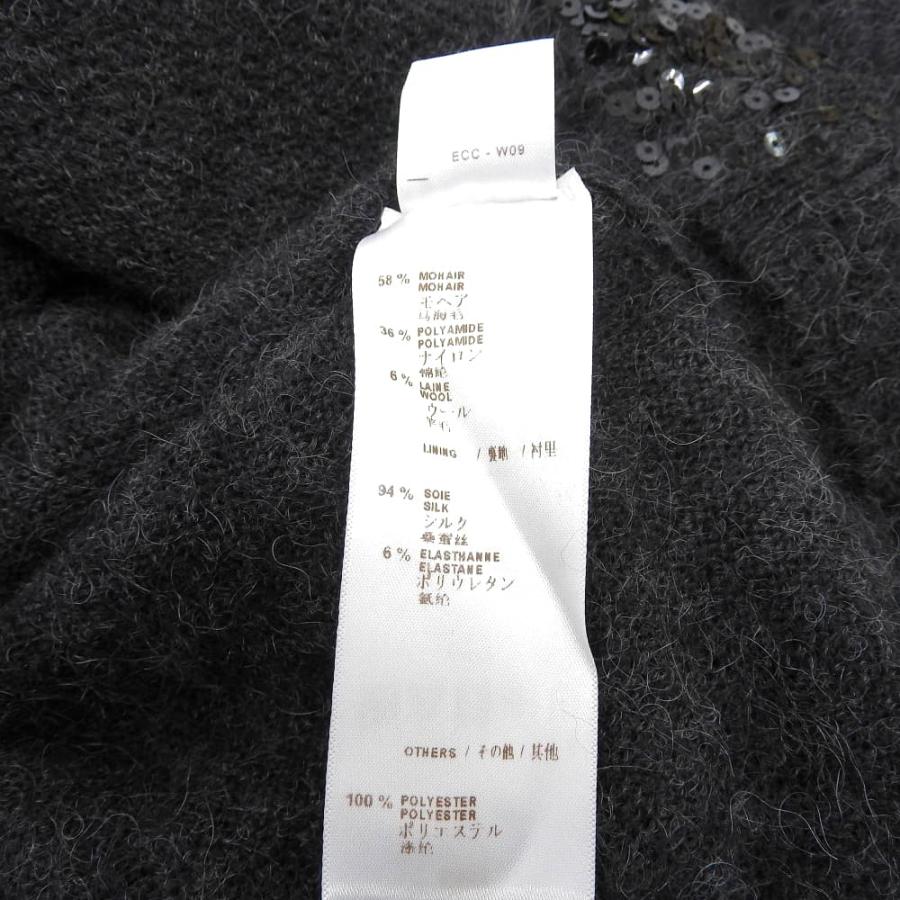 ECC - W09
58 % MOHAIR
MOHAIR
モヘア
马海毛
36 % POLYAMIDE
POLYAMIDE
ナイロン
锦纶
6 % LAINE
WOOL
ウール
羊毛
LINING / 裏地 / 衬里
94 % SOIE
SILK
シルク
桑蚕丝
6 % ELASTHANNE
ELASTANE
ポリウレタン
OTHERS / その他 / 其他
100 % POLYESTER
POLYESTER
ポリエステル
涤纶